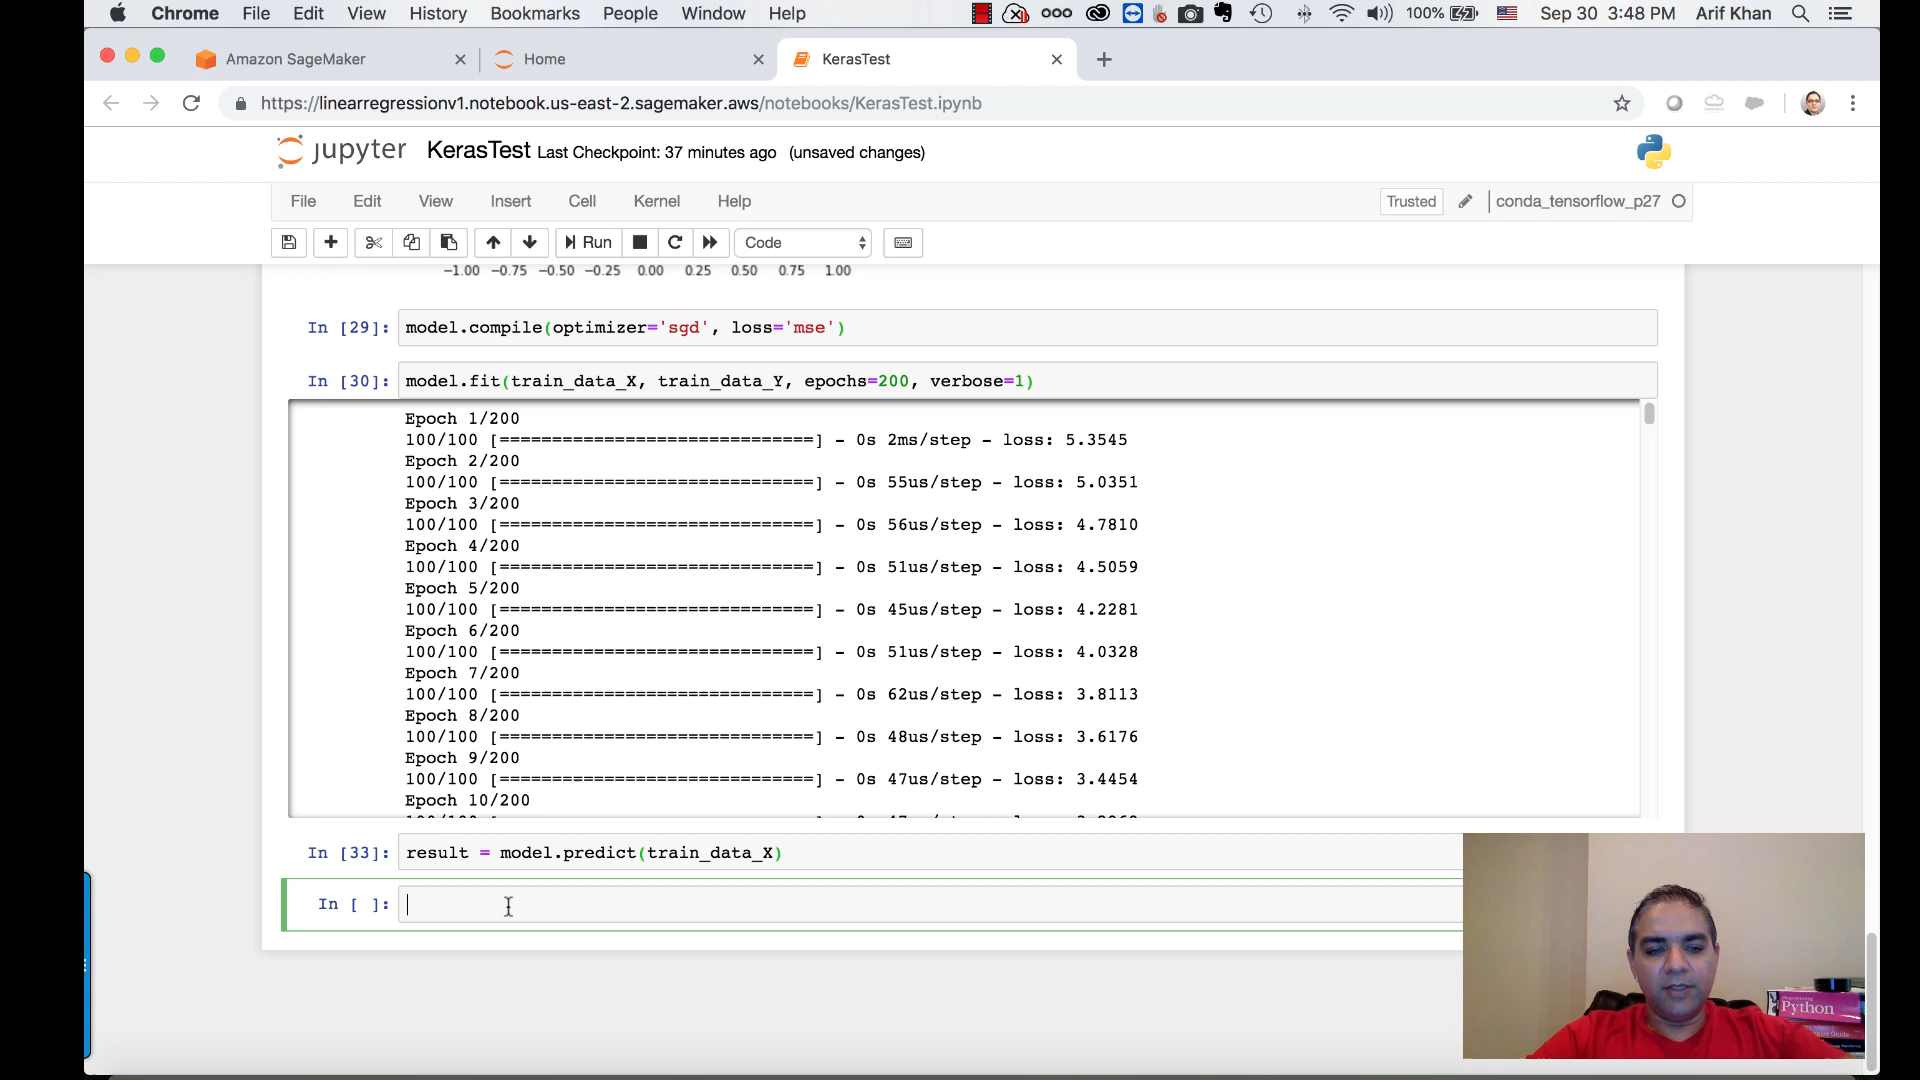 Chrome File Edit View History Bookmarks People Window Help 100% Sep 30 3:48 PM Arif Khan
Amazon SageMaker Home KerasTest
https://linearregressionv1.notebook.us-east-2.sagemaker.aws/notebooks/KerasTest.ipynb
jupyter KerasTest Last Checkpoint: 37 minutes ago (unsaved changes)
File Edit View Insert Cell Kernel Help Trusted conda_tensorflow_p27
Run Code
−1.00 −0.75 −0.50 −0.25 0.00 0.25 0.50 0.75 1.00
In [29]: model.compile(optimizer='sgd', loss='mse')
In [30]: model.fit(train_data_X, train_data_Y, epochs=200, verbose=1)
Epoch 1/200
100/100 [==============================] - 0s 2ms/step - loss: 5.3545
Epoch 2/200
100/100 [==============================] - 0s 55us/step - loss: 5.0351
Epoch 3/200
100/100 [==============================] - 0s 56us/step - loss: 4.7810
Epoch 4/200
100/100 [==============================] - 0s 51us/step - loss: 4.5059
Epoch 5/200
100/100 [==============================] - 0s 45us/step - loss: 4.2281
Epoch 6/200
100/100 [==============================] - 0s 51us/step - loss: 4.0328
Epoch 7/200
100/100 [==============================] - 0s 62us/step - loss: 3.8113
Epoch 8/200
100/100 [==============================] - 0s 48us/step - loss: 3.6176
Epoch 9/200
100/100 [==============================] - 0s 47us/step - loss: 3.4454
Epoch 10/200
In [33]: result = model.predict(train_data_X)
In [ ]:
Python